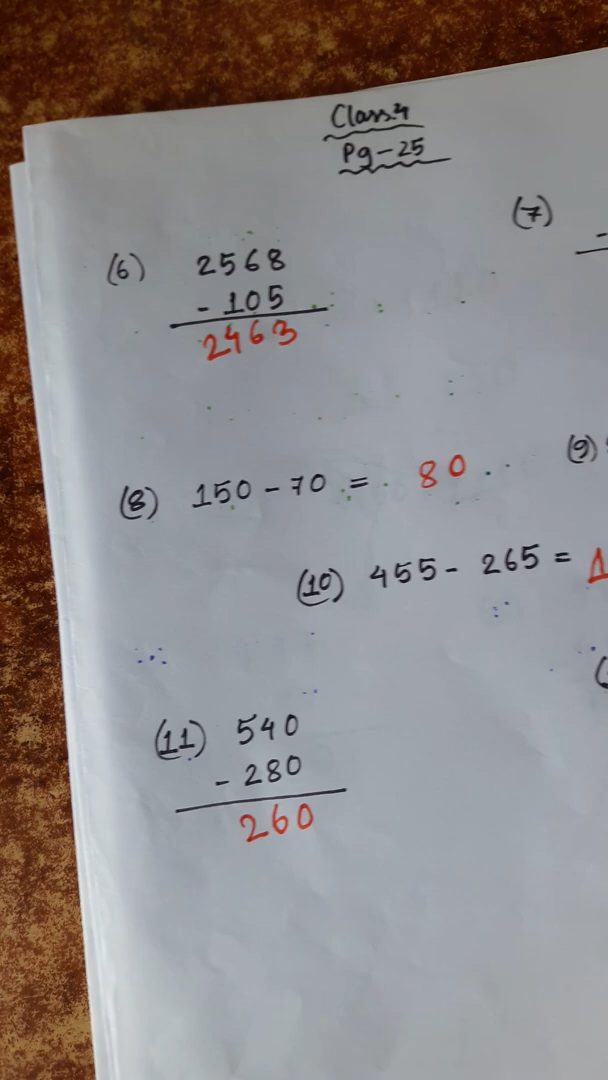 Class 4
Pg-25
(6) 2568
- 105
2463
(7)
-
(8) 150 - 70 = 80
(9)
(10) 455 - 265 = 1
(11) 540
- 280
260